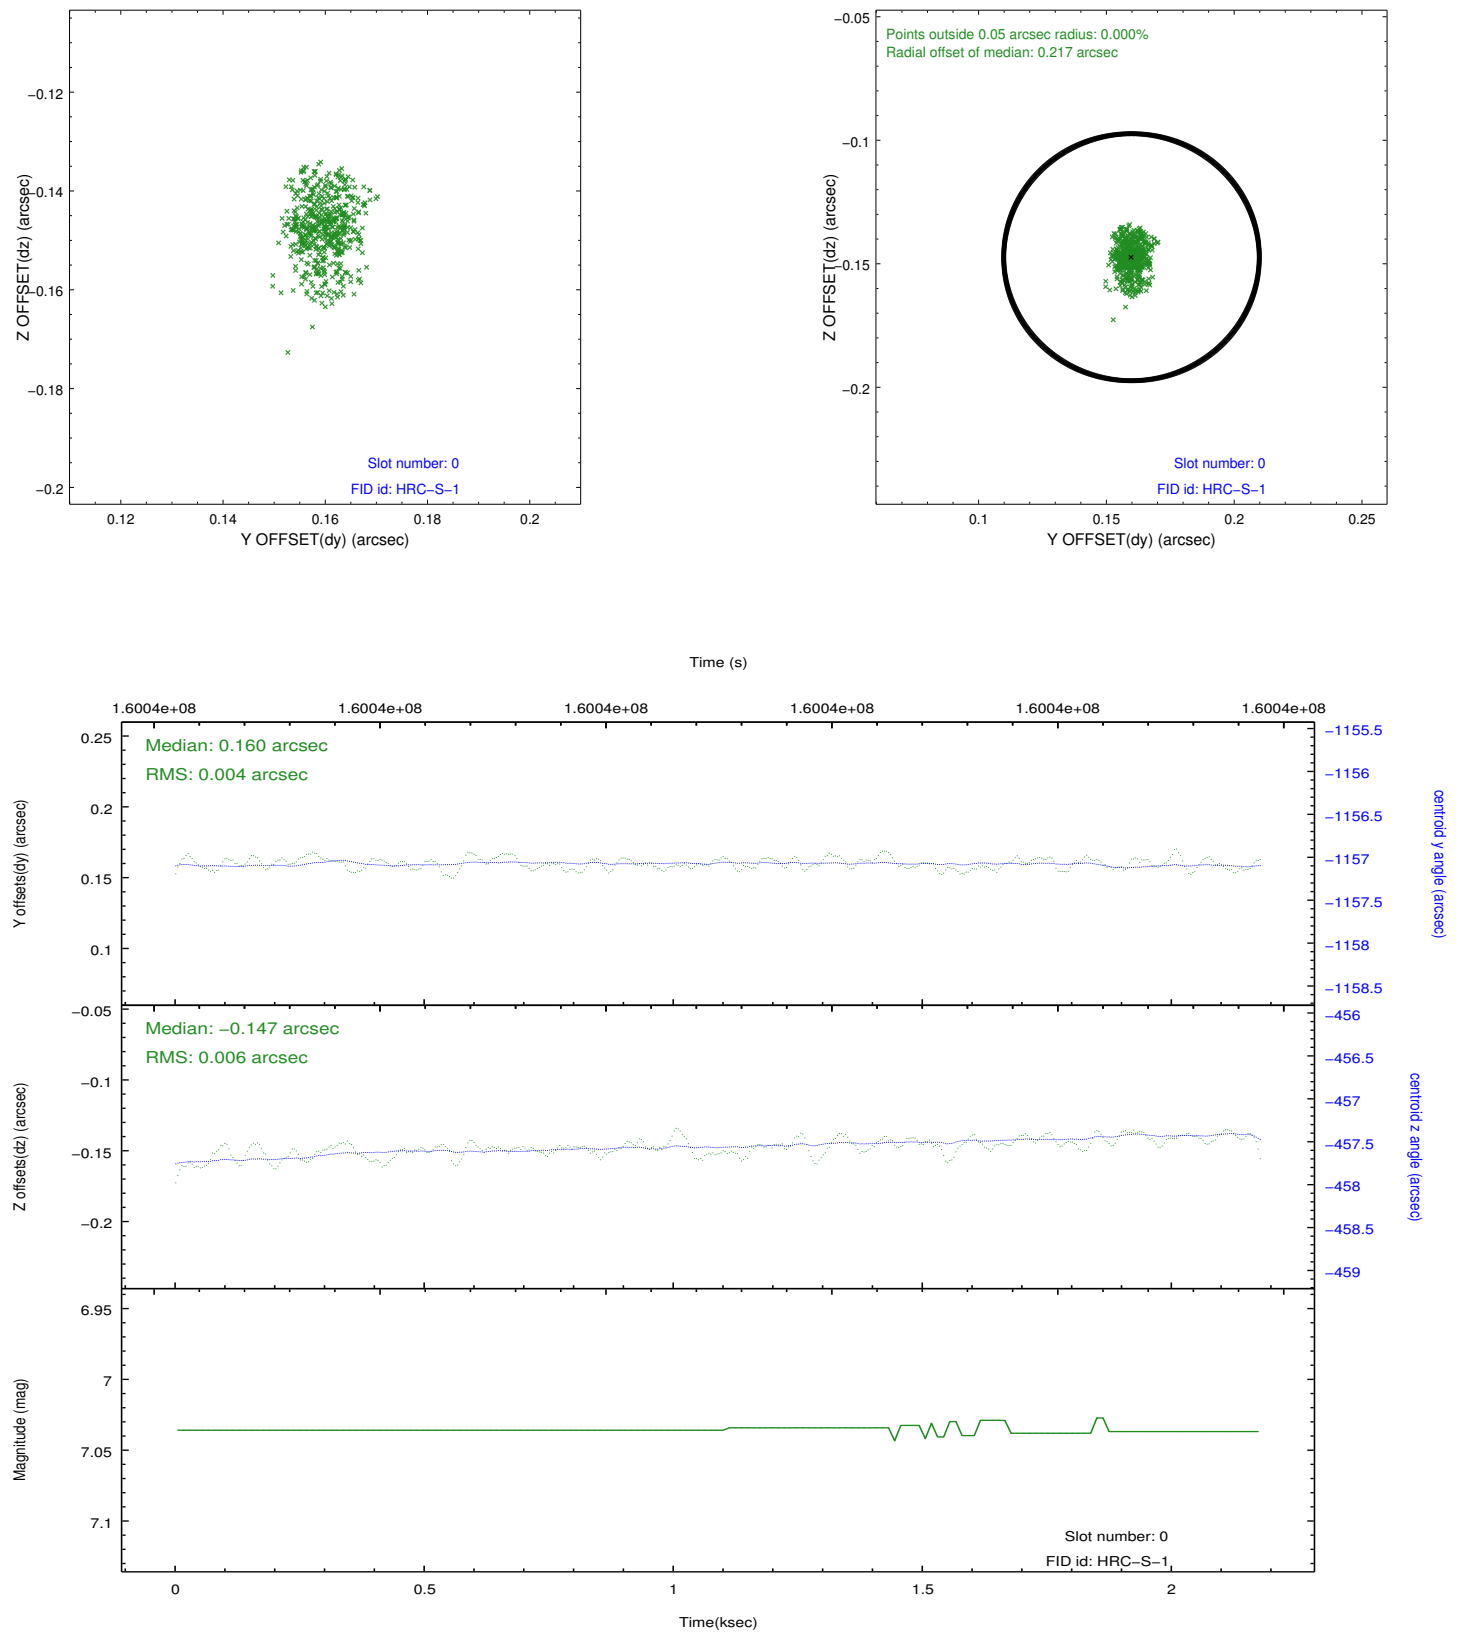 −0.12
−0.14
−0.16
−0.18
−0.2
Z OFFSET(dz) (arcsec)
Slot number: 0
FID id: HRC−S−1
0.12 0.14 0.16 0.18 0.2
Y OFFSET(dy) (arcsec)
−0.05
−0.1
−0.15
−0.2
Z OFFSET(dz) (arcsec)
Points outside 0.05 arcsec radius: 0.000%
Radial offset of median: 0.217 arcsec
Slot number: 0
FID id: HRC−S−1
0.1 0.15 0.2 0.25
Y OFFSET(dy) (arcsec)
Time (s)
1.6004e+08 1.6004e+08 1.6004e+08 1.6004e+08 1.6004e+08 1.6004e+08
0.25
0.2
0.15
0.1
Y offsets(dy) (arcsec)
Median: 0.160 arcsec
RMS: 0.004 arcsec
−1155.5
−1156
−1156.5
−1157
−1157.5
−1158
−1158.5
centroid y angle (arcsec)
−0.05
−0.1
−0.15
−0.2
Z offsets(dz) (arcsec)
Median: −0.147 arcsec
RMS: 0.006 arcsec
−456
−456.5
−457
−457.5
−458
−458.5
−459
centroid z angle (arcsec)
6.95
7
7.05
7.1
Magnitude (mag)
Slot number: 0
FID id: HRC−S−1
0 0.5 1 1.5 2
Time(ksec)